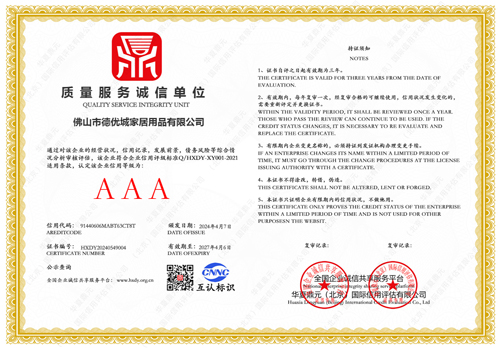 质量服务诚信单位
QUALITY SERVICE INTEGRITY UNIT
佛山市德优城家居用品有限公司
通过对该企业的经营状况，信用记录，发展前景，债务风险等综合情
况分析审核评估，该企业符合企业信用评级标准Q/HXDY-XY001-2021
适用条款，认定该企业信用等级为
AAA
信用代码： 91440606MABTJ3CT8T
AREDITCODE
颁发日期： 2024年4月7日
DATE OFISSUE
证书编号： HXDY20240549004
CERTIFICATE NUMBER
有效期至： 2027年4月6日
DATE OFEXPIRY
公示查询
全国企业诚信共享服务平台：www.hxdy.org.cn
CNNC
互认标识
持证须知
NOTES
1、证书自评之日起有效期为三年。
THE CERTIFICATE IS VALID FOR THREE YEARS FROM THE DATE OF
EVALUATION.
2、有效期内，每年复审一次，经复审合格的可继续使用，信用状况发生变化的，
需要重新评定并更换证书。
WITHIN THE VALIDITY PERIOD, IT SHALL BE REVIEWED ONCE A YEAR
THOSE WHO PASS THE REVIEW CAN CONTINUE TO BE USED. IF THE
CREDIT STATUS CHANGES, IT IS NECESSARY TO RE EVALUATE AND
REPLACE THE CERTIFICATE.
3、有限期内企业变更名称的，必须持证到发证机构办理变更手续。
IF AN ENTERPRISE CHANGES ITS NAME WITHIN A LIMITED PERIOD OF
TIME, IT MUST GO THROUGH THE CHANGE PROCEDURES AT THE LICENSE
ISSUING AUTHORITY WITH A CERTIFICATE.
4、本证书不得涂改，转借，伪造。
THIS CERTIFICATE SHALL NOT BE ALTERED, LENT OR FORGED.
5、本证书只证明企业有限期内的信用状况，不做他用。
THIS CERTIFICATE ONLY PROVES THE CREDIT STATUS OF THE ENTERPRISE
WITHIN A LIMITED PERIOD OF TIME AND IS NOT USED FOR OTHER
PURPOSESN THE WEBSIT.
复审记录：
复审记录：
全国企业诚信共享服务平台
华夏鼎元（北京）国际信用评估有限公司